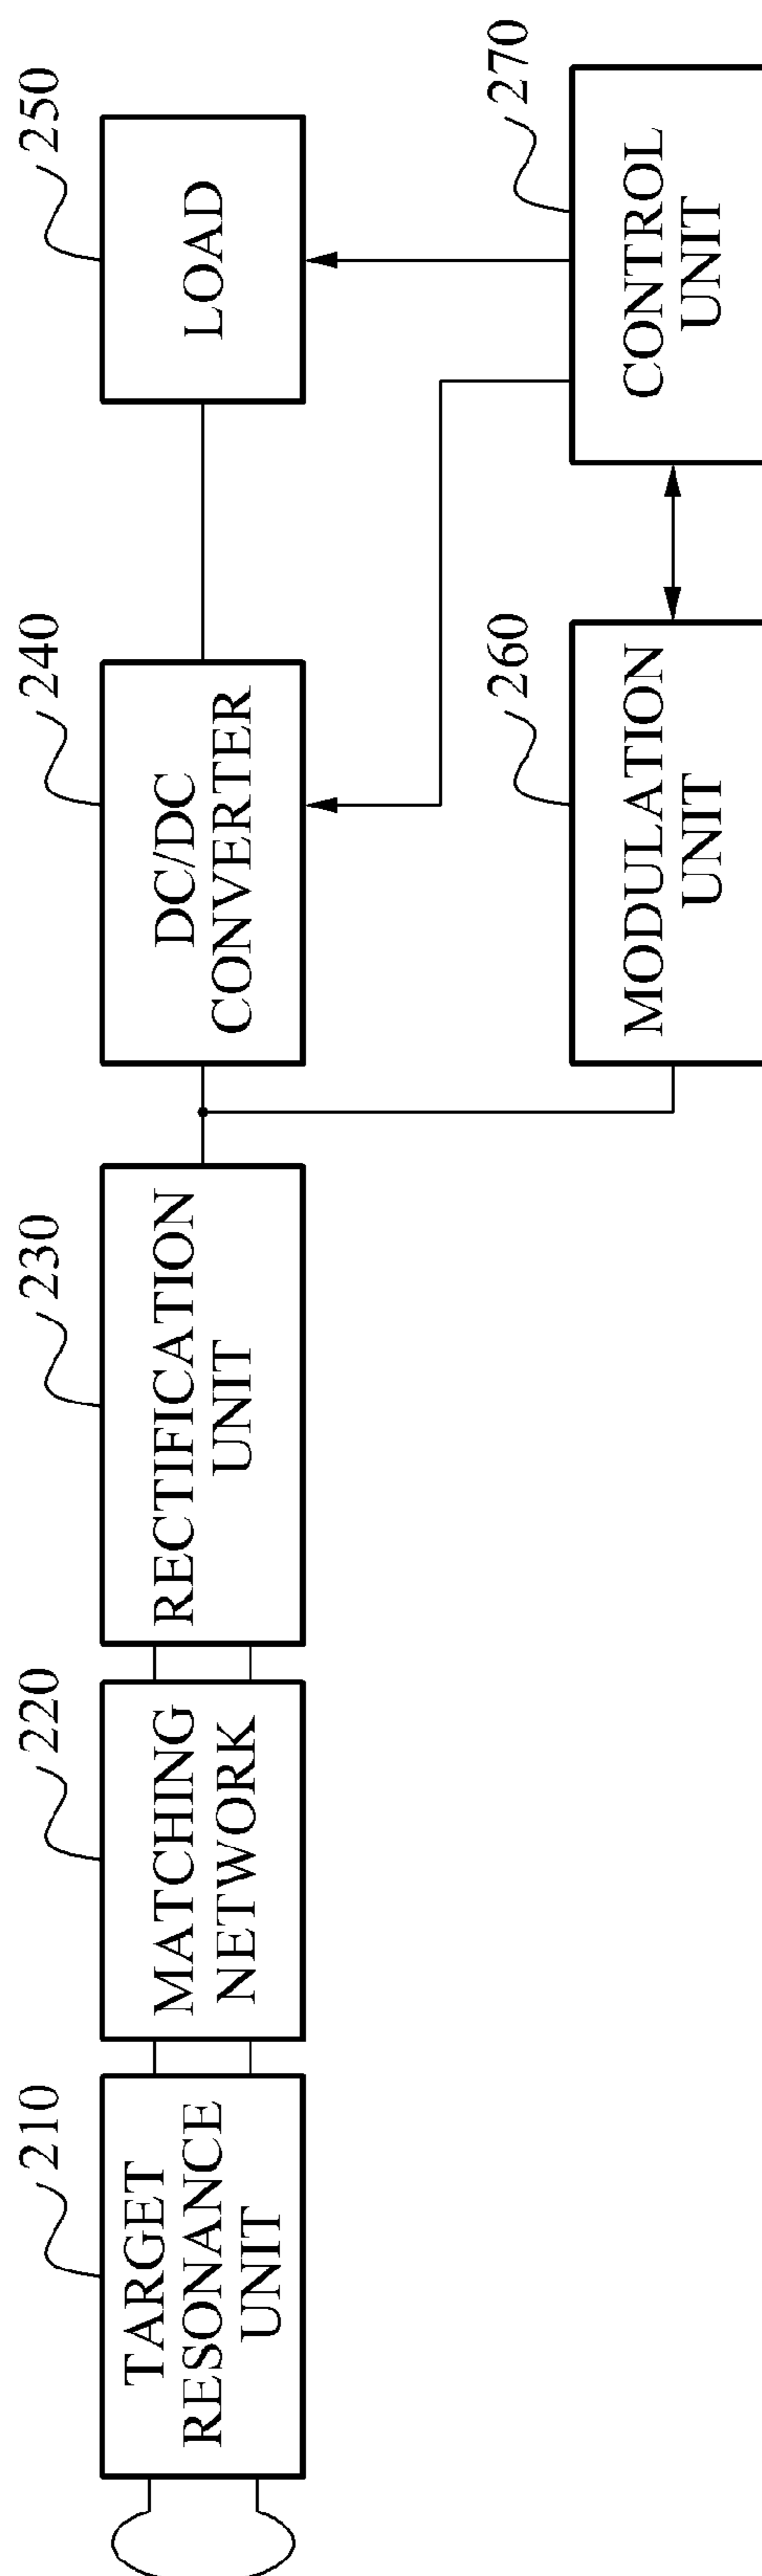 210
TARGET
RESONANCE
UNIT
220
MATCHING
NETWORK
230
RECTIFICATION
UNIT
240
DC/DC
CONVERTER
250
LOAD
260
MODULATION
UNIT
270
CONTROL
UNIT